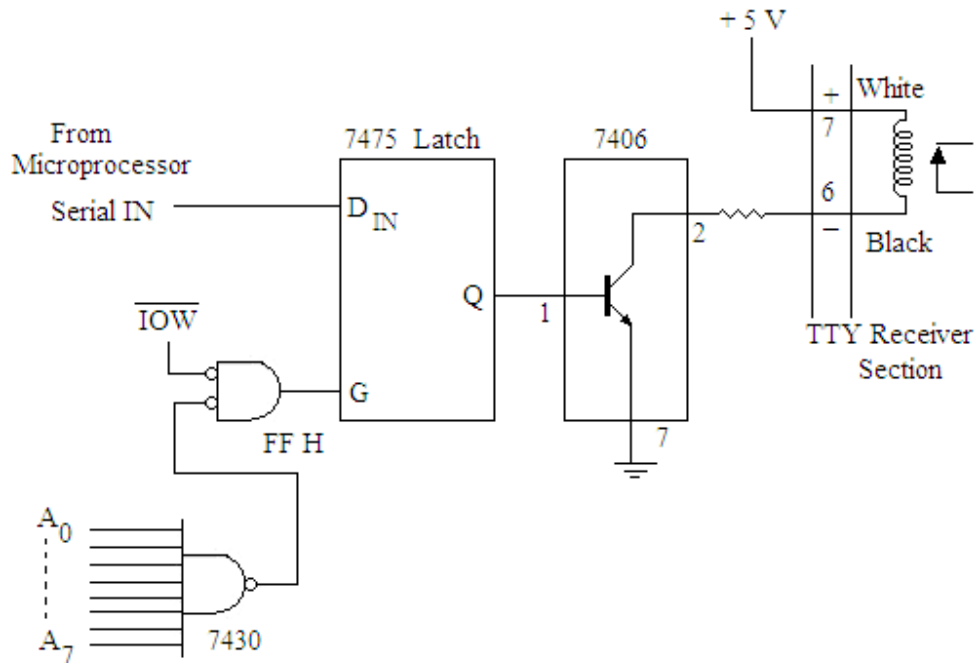 + 5 V
+
White
7
From
Microprocessor
Serial IN
7475 Latch
7406
D
IN
6
−
Black
2
Q
1
IOW
TTY Receiver
Section
G
FF H
7
A0
A7
7430